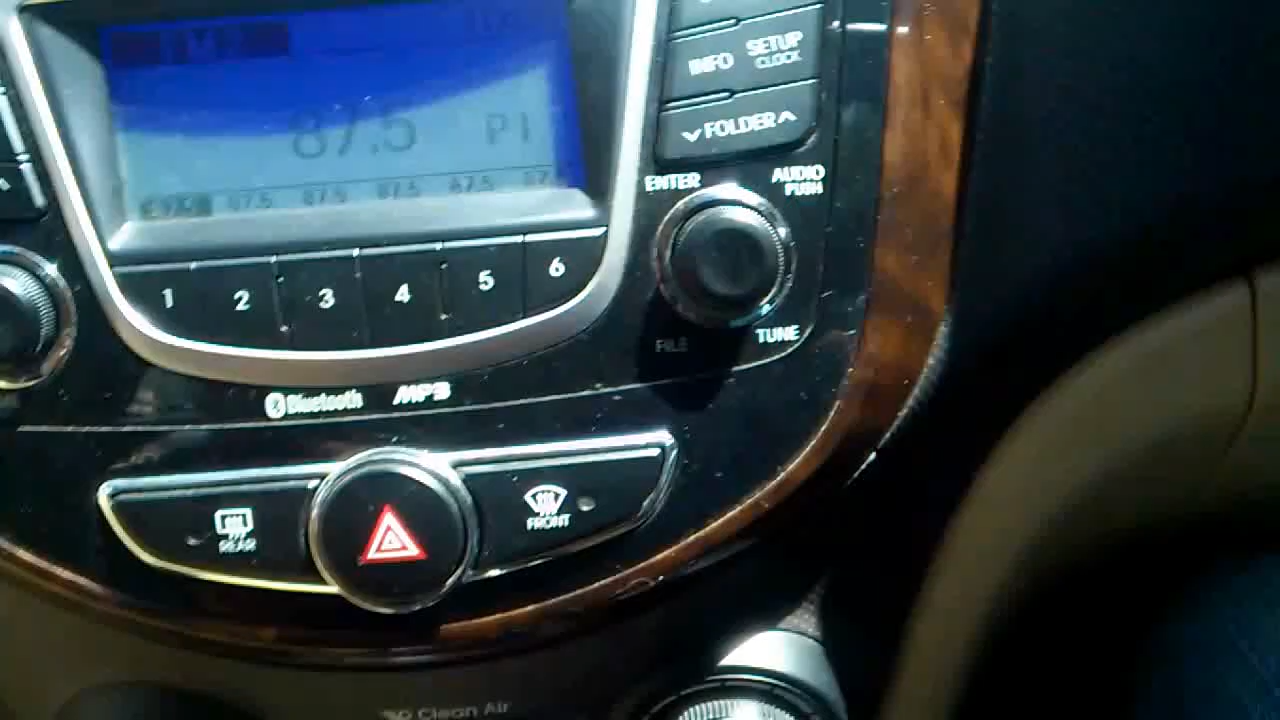 87.5 P1
87.5 87.5 87.5 87.5
1 2 3 4 5 6
INFO SETUP
CLOCK
FOLDER
ENTER AUDIO
PUSH
FILE TUNE
Bluetooth MP3
REAR
FRONT
Clean Air